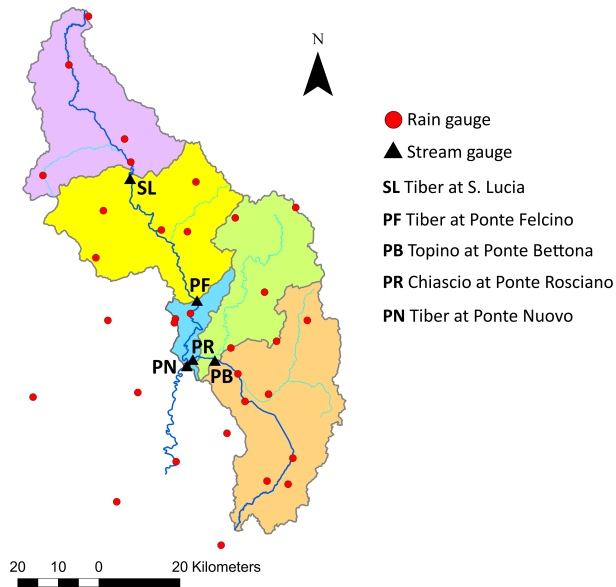 N
Rain gauge
Stream gauge
SL Tiber at S. Lucia
PF Tiber at Ponte Felcino
PB Topino at Ponte Bettona
PR Chiascio at Ponte Rosciano
PN Tiber at Ponte Nuovo
SL
PF
PR
PN
PB
20 10 0 20 Kilometers